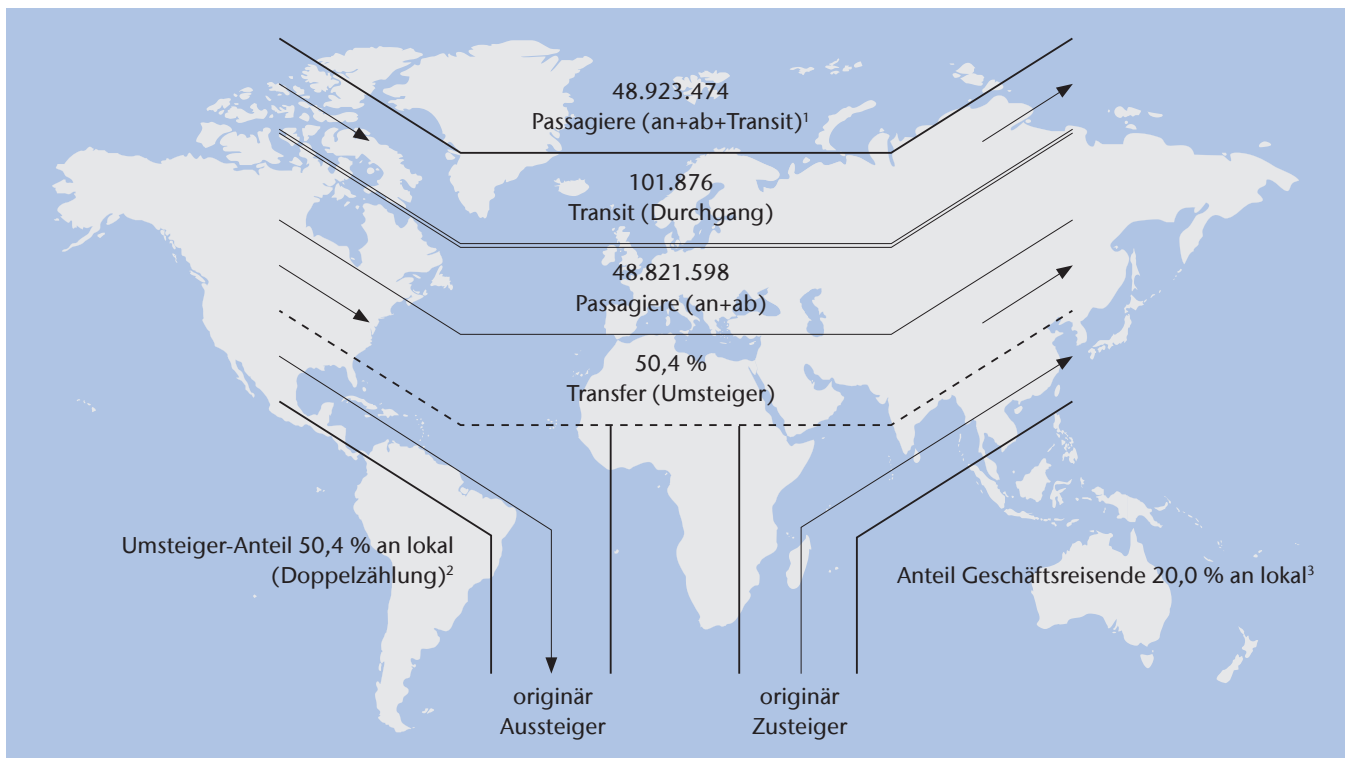 48.923.474
Passagiere (an+ab+Transit)¹
101.876
Transit (Durchgang)
48.821.598
Passagiere (an+ab)
50,4 %
Transfer (Umsteiger)
Umsteiger-Anteil 50,4 % an lokal
(Doppelzählung)²
Anteil Geschäftsreisende 20,0 % an lokal³
originär
Aussteiger
originär
Zusteiger